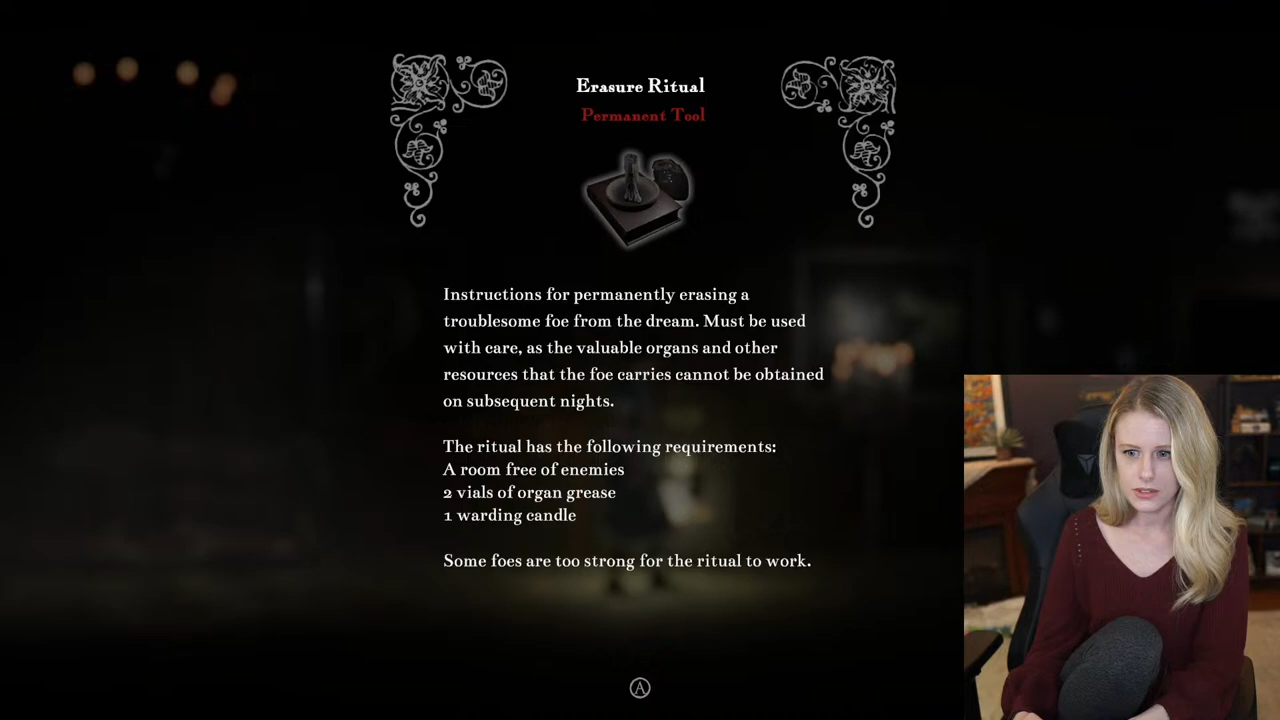 Erasure Ritual
Permanent Tool
Instructions for permanently erasing a
troublesome foe from the dream. Must be used
with care, as the valuable organs and other
resources that the foe carries cannot be obtained
on subsequent nights.
The ritual has the following requirements:
A room free of enemies
2 vials of organ grease
1 warding candle
Some foes are too strong for the ritual to work.
A